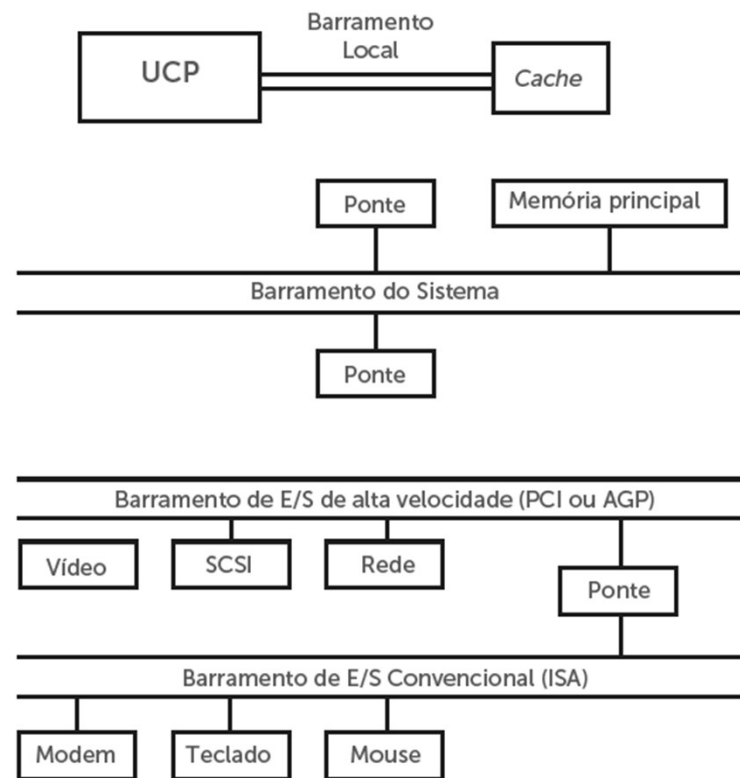 Barramento
Local
UCP
Cache
Ponte
Memória principal
Barramento do Sistema
Ponte
Barramento de E/S de alta velocidade (PCI ou AGP)
Vídeo
SCSI
Rede
Ponte
Barramento de E/S Convencional (ISA)
Modem
Teclado
Mouse